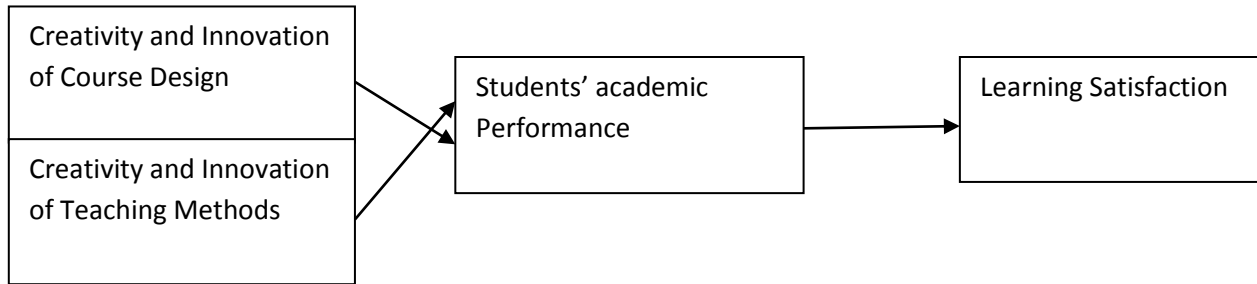 Creativity and Innovation
of Course Design
Creativity and Innovation
of Teaching Methods
Students’ academic
Performance
Learning Satisfaction